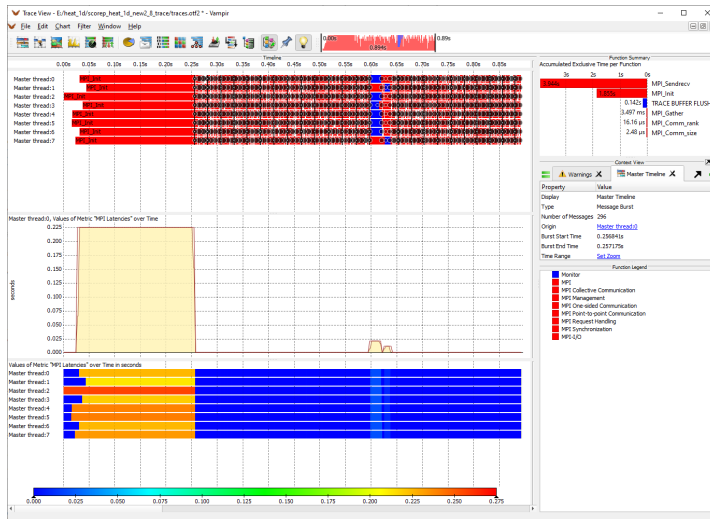 Trace View - E:/heat_1d/scorep_heat_1d_new2_8_trace/traces.otf2 * - Vampir
File Edit Chart Filter Window Help
0.00s 0.89s
0.894s
Timeline
0.00s 0.05s 0.10s 0.15s 0.20s 0.25s 0.30s 0.35s 0.40s 0.45s 0.50s 0.55s 0.60s 0.65s 0.70s 0.75s 0.80s 0.85s
Master thread:0 MPI_Init
Master thread:1 MPI_Init
Master thread:2 MPI_Init
Master thread:3 MPI_Init
Master thread:4 MPI_Init
Master thread:5 MPI_Init
Master thread:6 MPI_Init
Master thread:7 MPI_Init
Master thread:0, Values of Metric "MPI Latencies" over Time
0.225
0.200
0.175
0.150
0.125
0.100
0.075
0.050
0.025
0.000
seconds
Values of Metric "MPI Latencies" over Time in seconds
Master thread:0
Master thread:1
Master thread:2
Master thread:3
Master thread:4
Master thread:5
Master thread:6
Master thread:7
0.000 0.025 0.050 0.075 0.100 0.125 0.150 0.175 0.200 0.225 0.250 0.275
Function Summary
Accumulated Exclusive Time per Function
3s 2s 1s 0s
MPI_Sendrecv
MPI_Init
0.142s TRACE BUFFER FLUSH
3.497 ms MPI_Gather
16.16 µs MPI_Comm_rank
2.48 µs MPI_Comm_size
Context View
Warnings Master Timeline
Property Value
Display Master Timeline
Type Message Burst
Number of Messages 296
Origin Master thread:0
Burst Start Time 0.256841s
Burst End Time 0.257175s
Time Range Set Zoom
Function Legend
Monitor
MPI
MPI Collective Communication
MPI Management
MPI One-sided Communication
MPI Point-to-point Communication
MPI Request Handling
MPI Synchronization
MPI-I/O